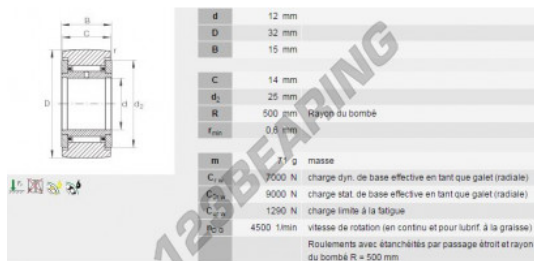 B
C
r
D
d
d₂
d 12 mm
D 32 mm
B 15 mm
C 14 mm
d₂ 25 mm
R 500 mm Rayon du bombé
rmin 0,6 mm
m 71 g masse
7000 N charge dyn. de base effective en tant que galet (radiale)
9000 N charge stat. de base effective en tant que galet (radiale)
1290 N charge limite à la fatigue
4500 1/min vitesse de rotation (en continu et pour lubrif. à la graisse)
Roulements avec étanchéités par passage étroit et rayon
du bombé R = 500 mm
123BEARING